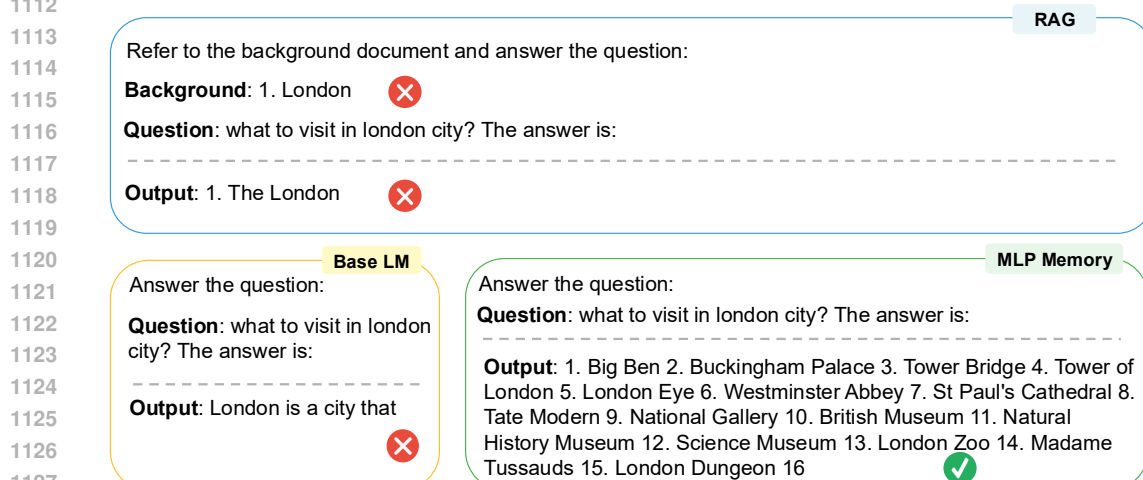 1112
1113
1114
1115
1116
1117
1118
1119
1120
1121
1122
1123
1124
1125
1126
1127
RAG
Refer to the background document and answer the question:
Background: 1. London
Question: what to visit in london city? The answer is:
Output: 1. The London
Base LM
Answer the question:
Question: what to visit in london
city? The answer is:
Output: London is a city that
MLP Memory
Answer the question:
Question: what to visit in london city? The answer is:
Output: 1. Big Ben 2. Buckingham Palace 3. Tower Bridge 4. Tower of
London 5. London Eye 6. Westminster Abbey 7. St Paul's Cathedral 8.
Tate Modern 9. National Gallery 10. British Museum 11. Natural
History Museum 12. Science Museum 13. London Zoo 14. Madame
Tussauds 15. London Dungeon 16